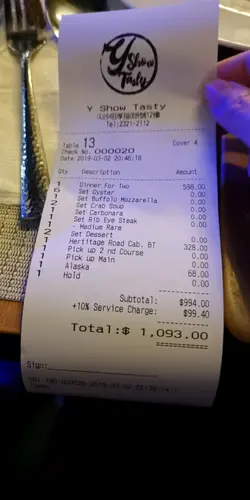 Y Show Tasty
Y Show Tasty
Tel:2321-2112
Table 13 Cover 4
Check No. 000020
Date 2019-03-02 20:46:18
Qty Description Amount
Dinner For Two 598.00
Set Oyster 0.00
Set Buffblo Mozzarella 0.00
Set Crab Soup 0.00
Set Carbonara 0.00
Set Rib Eye Steak 0.00
- Medium Rare
Set Dessert 0.00
Hertitage Road Cab, BT 328.00
Pick up 2 nd Course 0.00
Pick up Main 0.00
Alaska 68.00
Hold 0.00
Subtotal: $994.00
+10% Service Charge: $99.40
Total:$ 1,093.00
Sign: